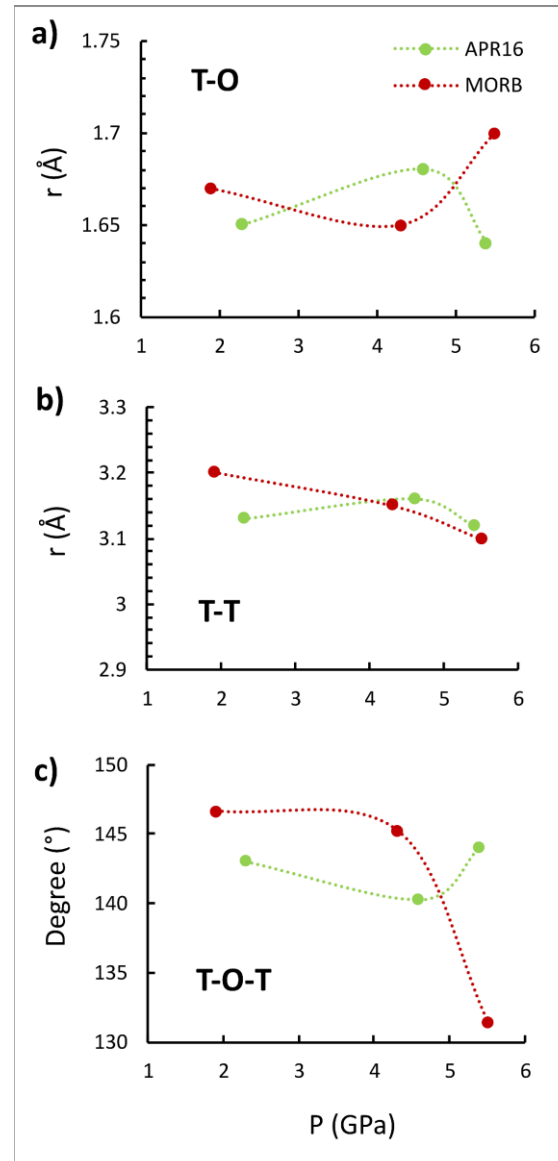 a)
T-O
APR16
MORB
r (Å)
1.75
1.7
1.65
1.6
1 2 3 4 5 6
b)
T-T
r (Å)
3.3
3.2
3.1
3
2.9
1 2 3 4 5 6
c)
T-O-T
Degree (°)
150
145
140
135
130
1 2 3 4 5 6
P (GPa)